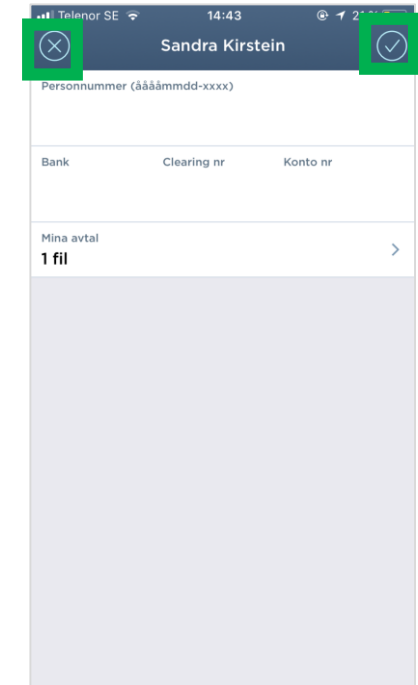 Telenor SE 14:43
Sandra Kirstein
Personnummer (ååååmmdd-xxxx)
Bank Clearing nr Konto nr
Mina avtal
1 fil